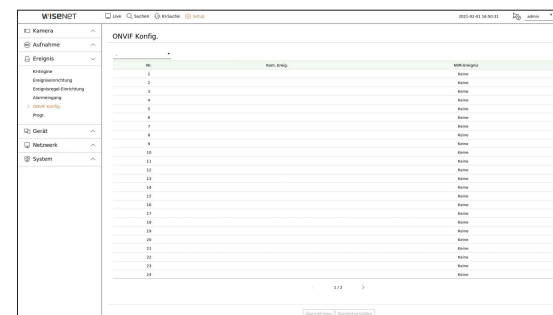 WISENET
Live Suchen KI-Suche Setup
2021-02-01 16:50:31 admin
Kamera
Aufnahme
Ereignis
KI-Engine
Ereigniseinrichtung
Ereignisregel-Einrichtung
Alarmeingang
> ONVIF Konfig.
Progr.
Gerät
Netzwerk
System
ONVIF Konfig.
Nr. Kam. Ereig. NVR-Ereignis
1 Keine
2 Keine
3 Keine
4 Keine
5 Keine
6 Keine
7 Keine
8 Keine
9 Keine
10 Keine
11 Keine
12 Keine
13 Keine
14 Keine
15 Keine
16 Keine
17 Keine
18 Keine
19 Keine
20 Keine
21 Keine
22 Keine
23 Keine
24 Keine
< 1/3 >
Übernehmen Wiederherstellen